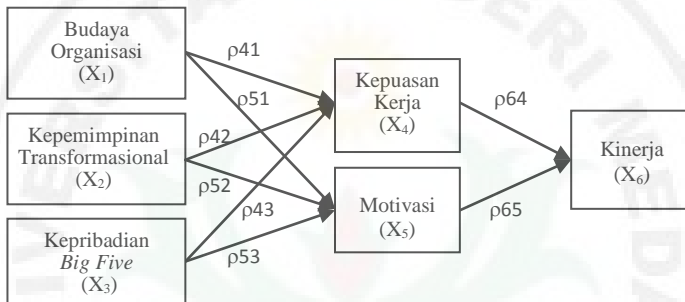 Budaya
Organisasi
(X₁)
Kepemimpinan
Transformasional
(X₂)
Kepribadian
Big Five
(X₃)
ρ41
ρ51
ρ42
ρ52
ρ43
ρ53
Kepuasan
Kerja
(X₄)
Motivasi
(X₅)
ρ64
ρ65
Kinerja
(X₆)